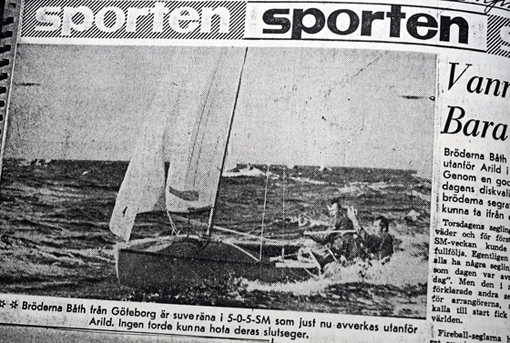 sporten sporten
Vann
Bara
Bröderna Båth
utanför Arild i
Genom en god
dagens diskvali
bröderna segrat
kunna ta ifrån
Torsdagens segling
väder och för först
SM-veckan kunde
fullfölja. Egentligen
alls ha några segling
som dagen var av
dag". Men den i
förklarade andra se
för arrangörerna,
kalla till start fick
världen.
Firebell-seglarna
☆ ☆ Bröderna Båth från Göteborg är suveräna i 5-0-5-SM som just nu avverkas utanför
Arild. Ingen torde kunna hota deras slutseger.